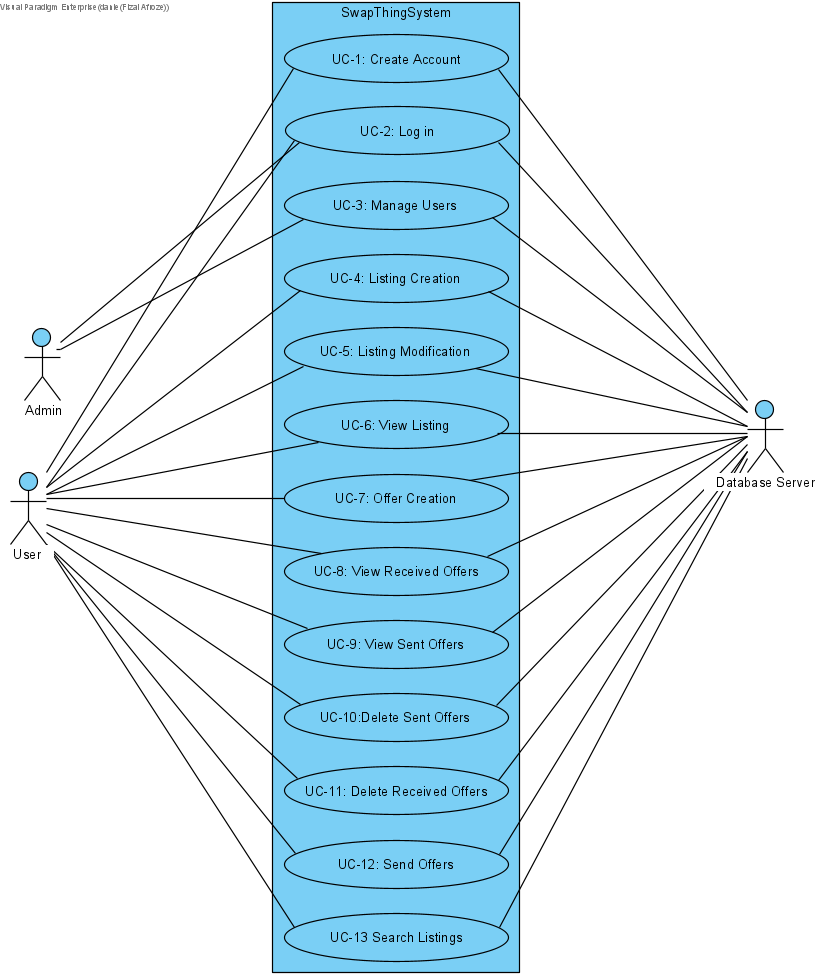 Visual Paradigm Enterprise
SwapThingSystem
UC-1: Create Account
UC-2: Log in
UC-3: Manage Users
UC-4: Listing Creation
UC-5: Listing Modification
UC-6: View Listing
UC-7: Offer Creation
UC-8: View Received Offers
UC-9: View Sent Offers
UC-10:Delete Sent Offers
UC-11: Delete Received Offers
UC-12: Send Offers
UC-13 Search Listings
Admin
User
Database Server